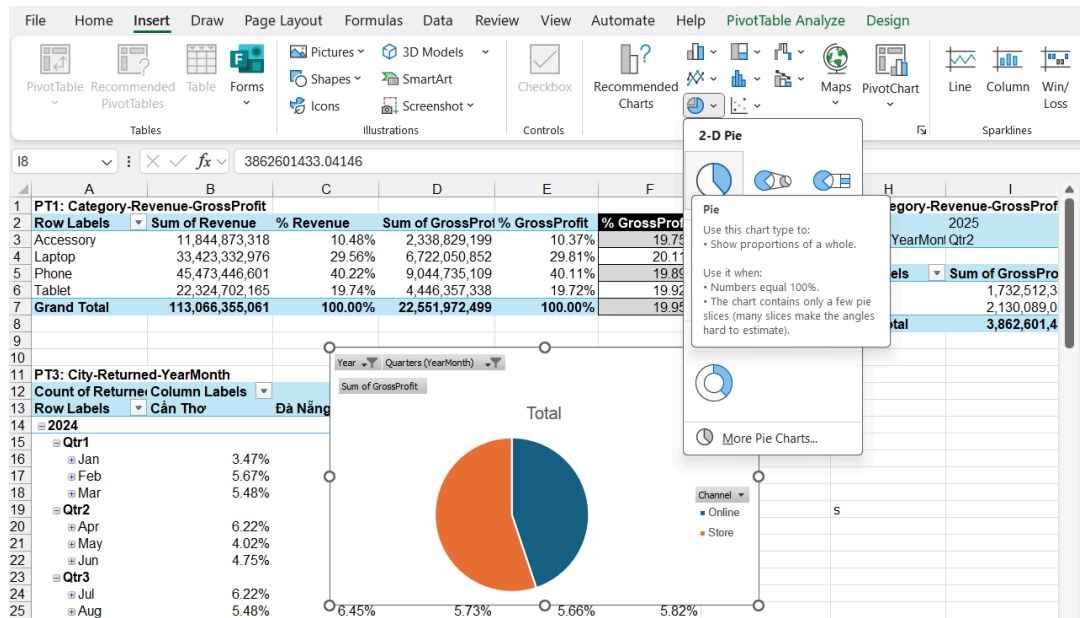 File Home Insert Draw Page Layout Formulas Data Review View Automate Help PivotTable Analyze Design
PivotTable Recommended PivotTables Table Forms
Pictures 3D Models
Shapes SmartArt
Icons Screenshot
Checkbox
Recommended Charts
Maps PivotChart
Line Column Win/ Loss
Tables Illustrations Controls Sparklines
I8 fx 3862601433.04146
2-D Pie
Pie
Use this chart type to:
• Show proportions of a whole.
Use it when:
• Numbers equal 100%.
• The chart contains only a few pie
slices (many slices make the angles
hard to estimate).
More Pie Charts...
A B C D E F H I
1 PT1: Category-Revenue-GrossProfit egory-Revenue-GrossProf
2 Row Labels Sum of Revenue % Revenue Sum of GrossProf % GrossProfit % GrossProf 2025
3 Accessory 11,844,873,318 10.48% 2,338,829,199 10.37% 19.75 YearMont Qtr2
4 Laptop 33,423,332,976 29.56% 6,722,050,852 29.81% 20.11
5 Phone 45,473,446,601 40.22% 9,044,735,109 40.11% 19.89 els Sum of GrossPro
6 Tablet 22,324,702,165 19.74% 4,446,357,338 19.72% 19.92 1,732,512,3
7 Grand Total 113,066,355,061 100.00% 22,551,972,499 100.00% 19.95 2,130,089,0
8 otal 3,862,601,4
9
10
11 PT3: City-Returned-YearMonth
12 Count of Returne Column Labels
13 Row Labels Cần Thơ Đà Nẵng
14 2024
15 Qtr1
16 Jan 3.47%
17 Feb 5.67%
18 Mar 5.48%
19 Qtr2 s
20 Apr 6.22%
21 May 4.02%
22 Jun 4.75%
23 Qtr3
24 Jul 6.22%
25 Aug 5.48% 6.45% 5.73% 5.66% 5.82%
Year Quarters (YearMonth)
Sum of GrossProfit
Total
Channel
Online
Store